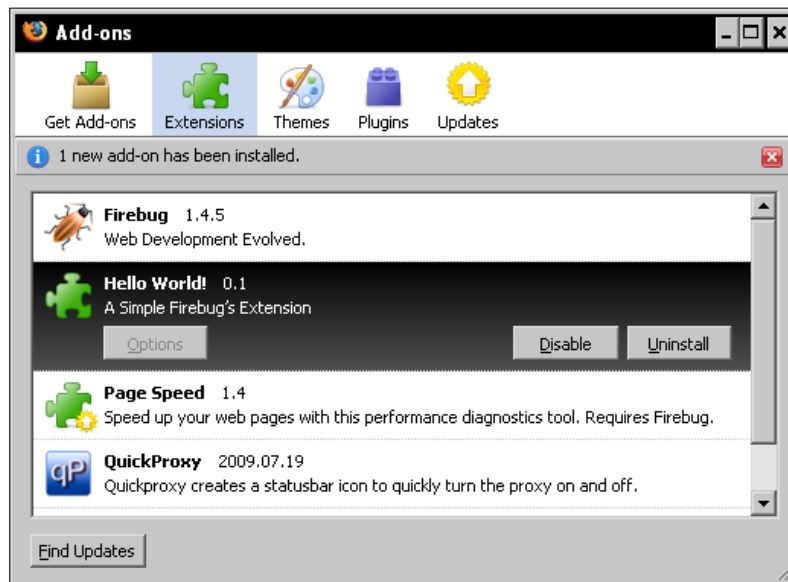 Add-ons
Get Add-ons Extensions Themes Plugins Updates
1 new add-on has been installed.
Firebug 1.4.5
Web Development Evolved.
Hello World! 0.1
A Simple Firebug's Extension
Options Disable Uninstall
Page Speed 1.4
Speed up your web pages with this performance diagnostics tool. Requires Firebug.
qP QuickProxy 2009.07.19
Quickproxy creates a statusbar icon to quickly turn the proxy on and off.
Find Updates